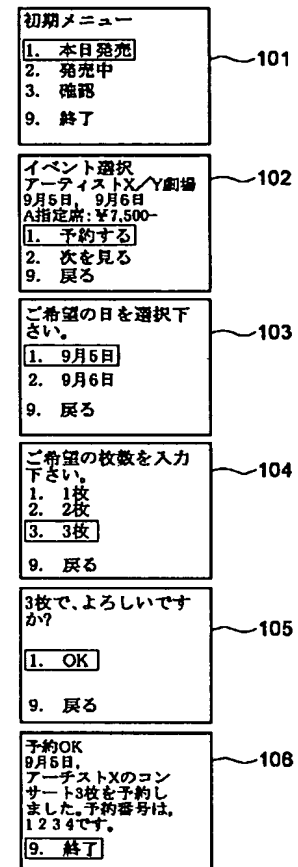 初期メニュー
1. 本日発売
2. 発売中
3. 確認
9. 終了
101
イベント選択
アーティストX/Y劇場
9月5日, 9月6日
A指定席:¥7,500-
1. 予約する
2. 次を見る
9. 戻る
102
ご希望の日を選択下
さい。
1. 9月5日
2. 9月6日
9. 戻る
103
ご希望の枚数を入力
下さい。
1. 1枚
2. 2枚
3. 3枚
9. 戻る
104
3枚で、よろしいです
か?
1. OK
9. 戻る
105
予約OK
9月5日,
アーチストXのコン
サート3枚を予約し
ました。予約番号は,
1234です。
9. 終了
106